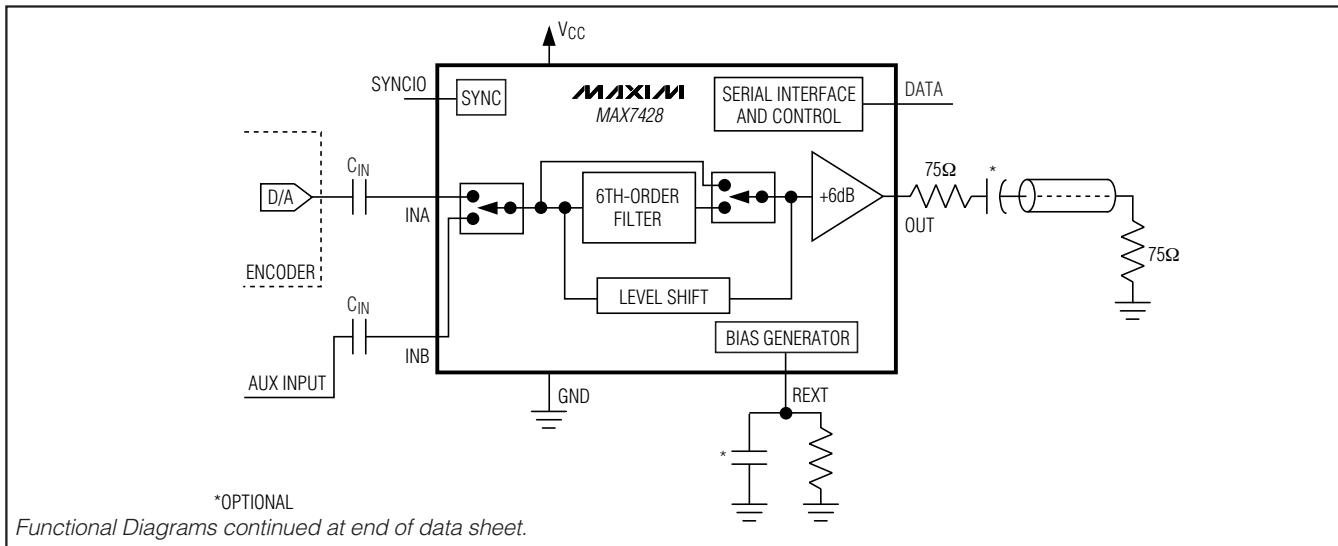 VCC
SYNCIO
SYNC
MAXIM
MAX7428
SERIAL INTERFACE
AND CONTROL
DATA
D/A
CIN
INA
6TH-ORDER
FILTER
+6dB
OUT
75Ω
*
75Ω
ENCODER
LEVEL SHIFT
CIN
INB
AUX INPUT
BIAS GENERATOR
GND
REXT
*
*OPTIONAL
Functional Diagrams continued at end of data sheet.